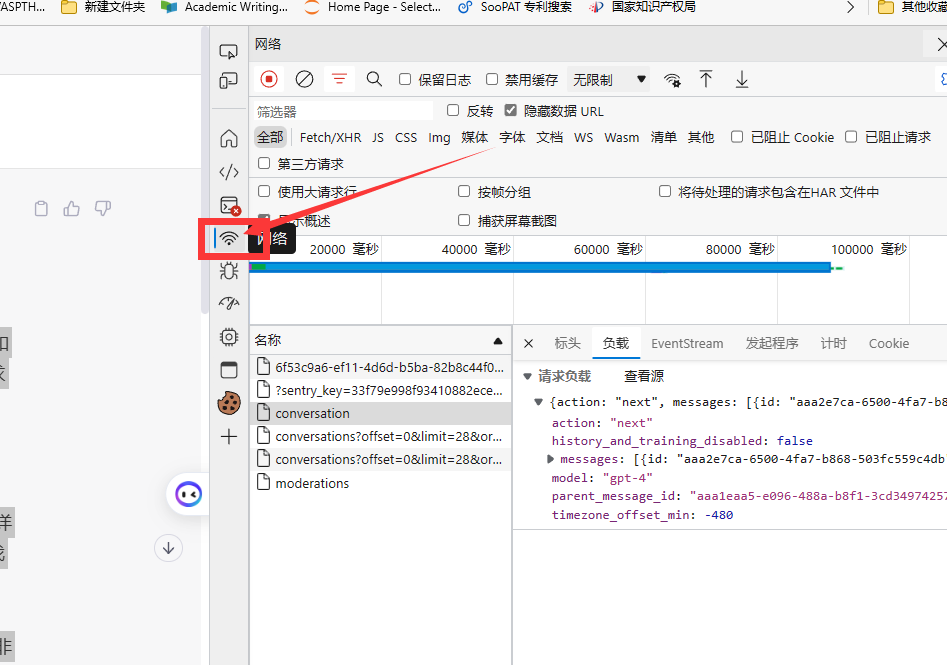 /ASPTH... 新建文件夹 Academic Writing... Home Page - Select... SooPAT 专利搜索 国家知识产权局 其他收藏
网络
保留日志 禁用缓存 无限制
筛选器 反转 隐藏数据 URL
全部 Fetch/XHR JS CSS Img 媒体 字体 文档 WS Wasm 清单 其他 已阻止 Cookie 已阻止请求
第三方请求
使用大请求行 按帧分组 将待处理的请求包含在HAR 文件中
显示概述 捕获屏幕截图
网络
20000 毫秒 40000 毫秒 60000 毫秒 80000 毫秒 100000 毫秒
名称
6f53c9a6-ef11-4d6d-b5ba-82b8c44f0...
?sentry_key=33f79e998f93410882ece...
conversation
conversations?offset=0&limit=28&or...
conversations?offset=0&limit=28&or...
moderations
标头 负载 EventStream 发起程序 计时 Cookie
请求负载 查看源
{action: "next", messages: [{id: "aaa2e7ca-6500-4fa7-b8
action: "next"
history_and_training_disabled: false
messages: [{id: "aaa2e7ca-6500-4fa7-b868-503fc559c4db
model: "gpt-4"
parent_message_id: "aaa1eaa5-e096-488a-b8f1-3cd34974257
timezone_offset_min: -480
样
非